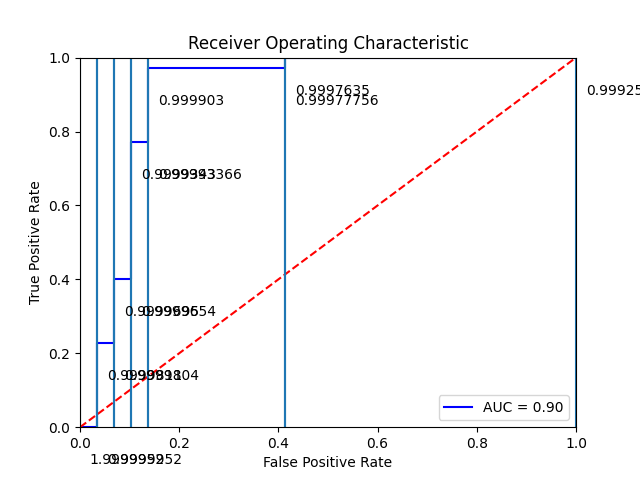 Receiver Operating Characteristic
1.0
0.9997635
0.99925
0.999903
0.99977756
0.8
0.6
True Positive Rate
0.4
0.2
AUC = 0.90
0.0
0.0 0.2 0.4 0.6 0.8 1.0
False Positive Rate